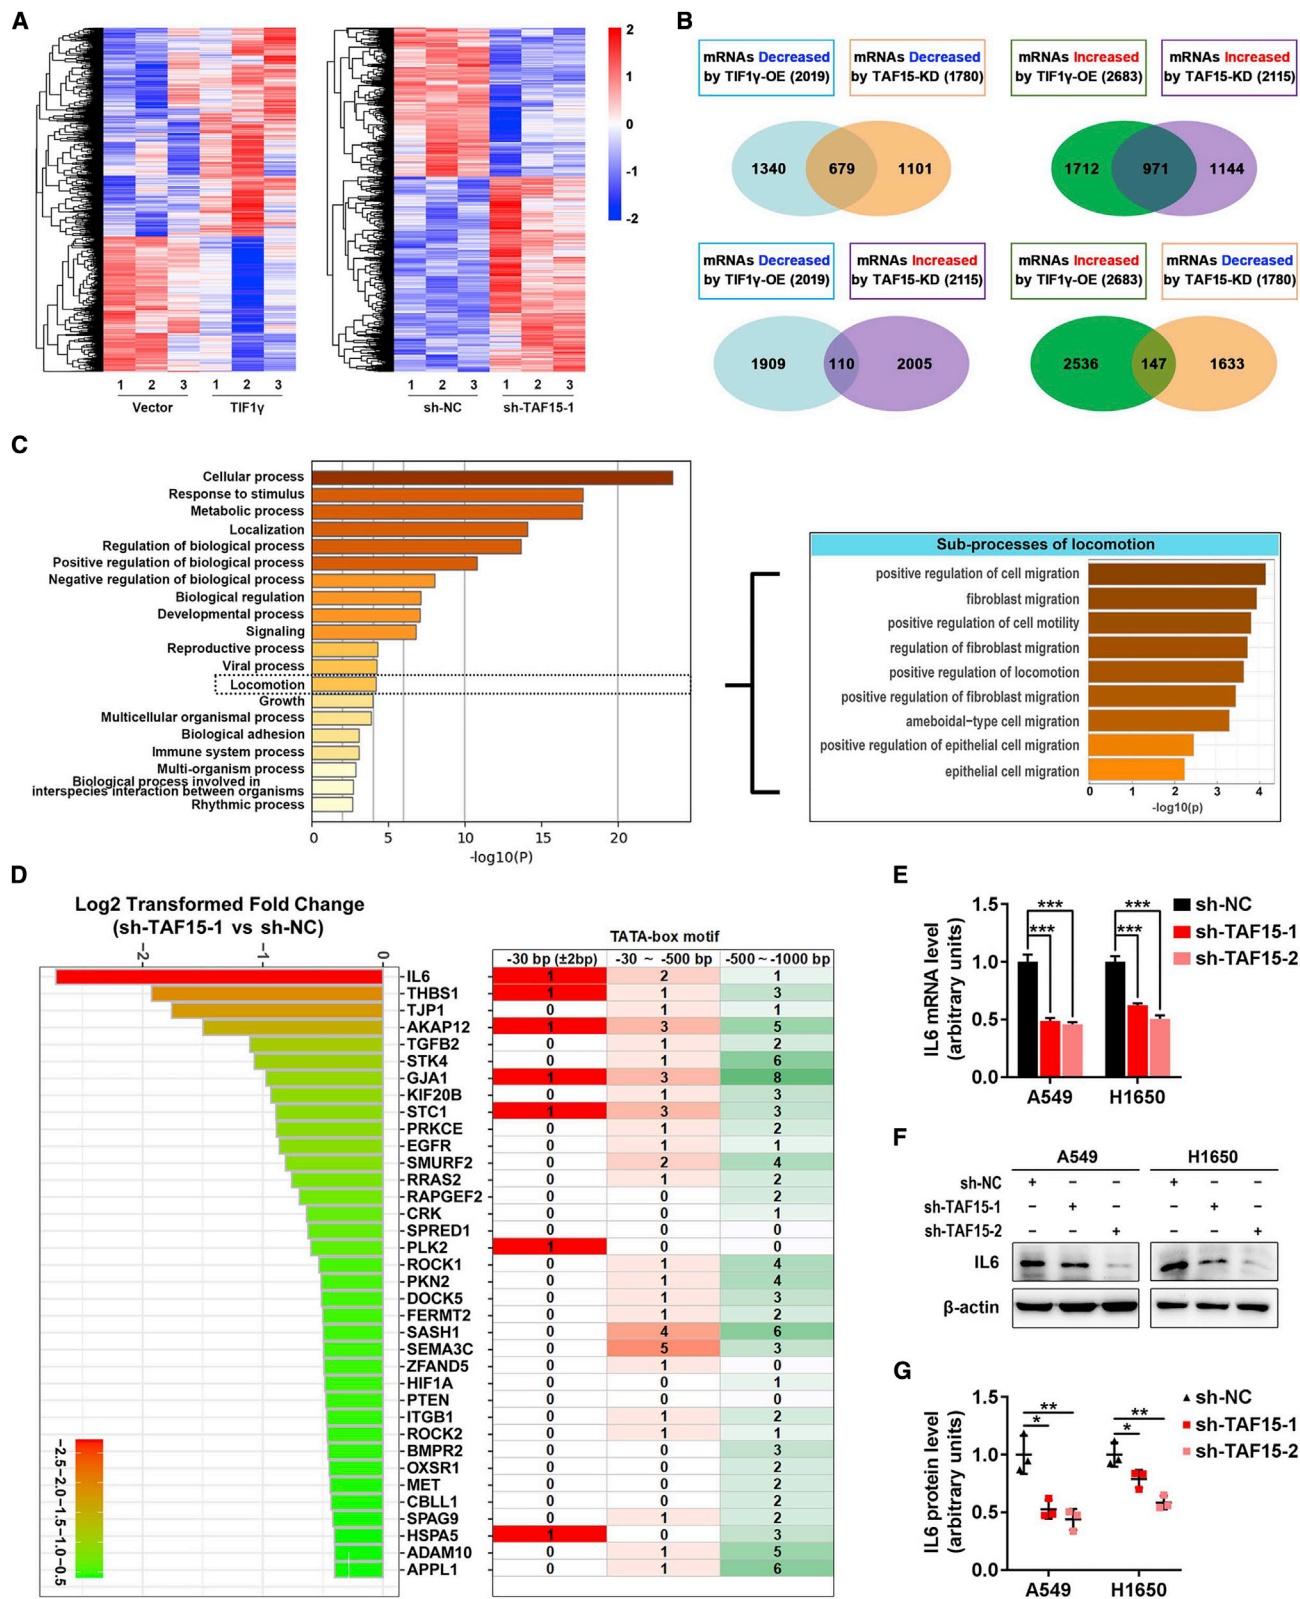 A
2
1
0
-1
-2
1 2 3 1 2 3
Vector TIF1γ
1 2 3 1 2 3
sh-NC sh-TAF15-1
B
mRNAs Decreased
by TIF1γ-OE (2019)
mRNAs Decreased
by TAF15-KD (1780)
mRNAs Increased
by TIF1γ-OE (2683)
mRNAs Increased
by TAF15-KD (2115)
1340 679 1101
1712 971 1144
mRNAs Decreased
by TIF1γ-OE (2019)
mRNAs Increased
by TAF15-KD (2115)
mRNAs Increased
by TIF1γ-OE (2683)
mRNAs Decreased
by TAF15-KD (1780)
1909 110 2005
2536 147 1633
C
Cellular process
Response to stimulus
Metabolic process
Localization
Regulation of biological process
Positive regulation of biological process
Negative regulation of biological process
Biological regulation
Developmental process
Signaling
Reproductive process
Viral process
Locomotion
Growth
Multicellular organismal process
Biological adhesion
Immune system process
Multi-organism process
Biological process involved in
interspecies interaction between organisms
Rhythmic process
0 5 10 15 20
-log10(P)
Sub-processes of locomotion
positive regulation of cell migration
fibroblast migration
positive regulation of cell motility
regulation of fibroblast migration
positive regulation of locomotion
positive regulation of fibroblast migration
ameboidal-type cell migration
positive regulation of epithelial cell migration
epithelial cell migration
0 1 2 3 4
-log10(p)
D
Log2 Transformed Fold Change
(sh-TAF15-1 vs sh-NC)
-2 -1 0
TATA-box motif
-30 bp (±2bp) -30 ~ -500 bp -500 ~ -1000 bp
IL6 1 2 1
THBS1 1 1 3
TJP1 0 1 1
AKAP12 1 3 5
TGFB2 0 1 2
STK4 0 1 6
GJA1 1 3 8
KIF20B 0 1 3
STC1 1 3 3
PRKCE 0 1 2
EGFR 0 1 1
SMURF2 0 2 4
RRAS2 0 1 2
RAPGEF2 0 0 2
CRK 0 0 1
SPRED1 0 0 0
PLK2 1 0 0
ROCK1 0 1 4
PKN2 0 1 4
DOCK5 0 1 3
FERMT2 0 1 2
SASH1 0 4 6
SEMA3C 0 5 3
ZFAND5 0 1 0
HIF1A 0 0 1
PTEN 0 0 0
ITGB1 0 1 2
ROCK2 0 1 1
BMPR2 0 0 3
OXSR1 0 0 2
MET 0 0 2
CBLL1 0 0 2
SPAG9 0 1 2
HSPA5 1 0 3
ADAM10 0 1 5
APPL1 0 1 6
-2.5 -2.0 -1.5 -1.0 -0.5
E
IL6 mRNA level
(arbitrary units)
1.5
1.0
0.5
0.0
*** *** *** ***
A549 H1650
sh-NC
sh-TAF15-1
sh-TAF15-2
F
A549 H1650
sh-NC + − − + − −
sh-TAF15-1 − + − − + −
sh-TAF15-2 − − + − − +
IL6
β-actin
G
IL6 protein level
(arbitrary units)
1.5
1.0
0.5
0.0
** * ** *
A549 H1650
sh-NC
sh-TAF15-1
sh-TAF15-2